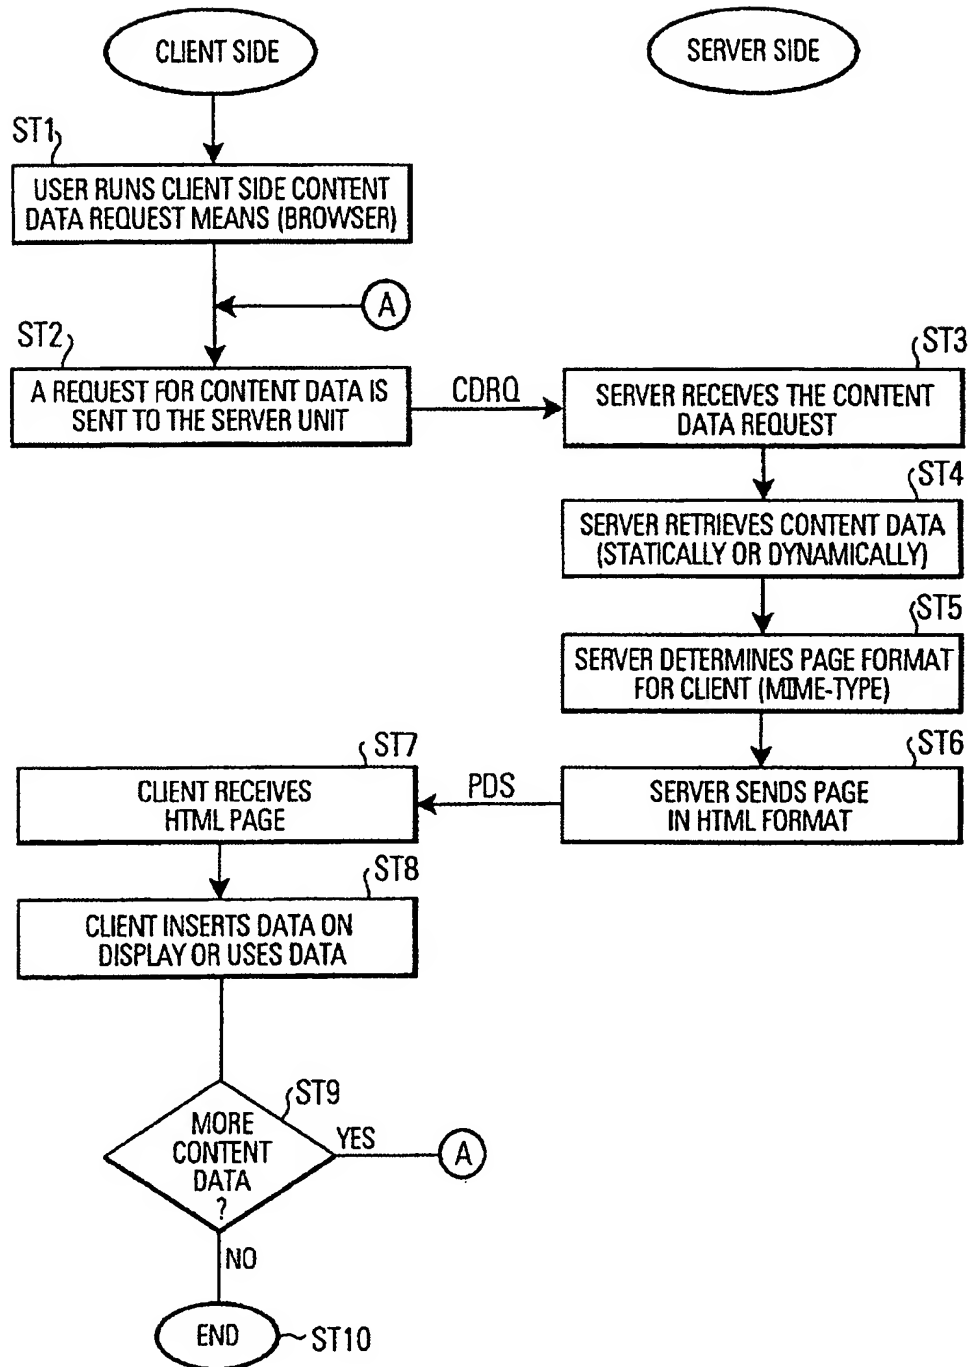 CLIENT SIDE
SERVER SIDE
ST1
USER RUNS CLIENT SIDE CONTENT
DATA REQUEST MEANS (BROWSER)
A
ST2
A REQUEST FOR CONTENT DATA IS
SENT TO THE SERVER UNIT
CDRQ
ST3
SERVER RECEIVES THE CONTENT
DATA REQUEST
ST4
SERVER RETRIEVES CONTENT DATA
(STATICALLY OR DYNAMICALLY)
ST5
SERVER DETERMINES PAGE FORMAT
FOR CLIENT (MIME-TYPE)
ST6
SERVER SENDS PAGE
IN HTML FORMAT
PDS
ST7
CLIENT RECEIVES
HTML PAGE
ST8
CLIENT INSERTS DATA ON
DISPLAY OR USES DATA
ST9
MORE
CONTENT
DATA
?
YES
A
NO
END
ST10